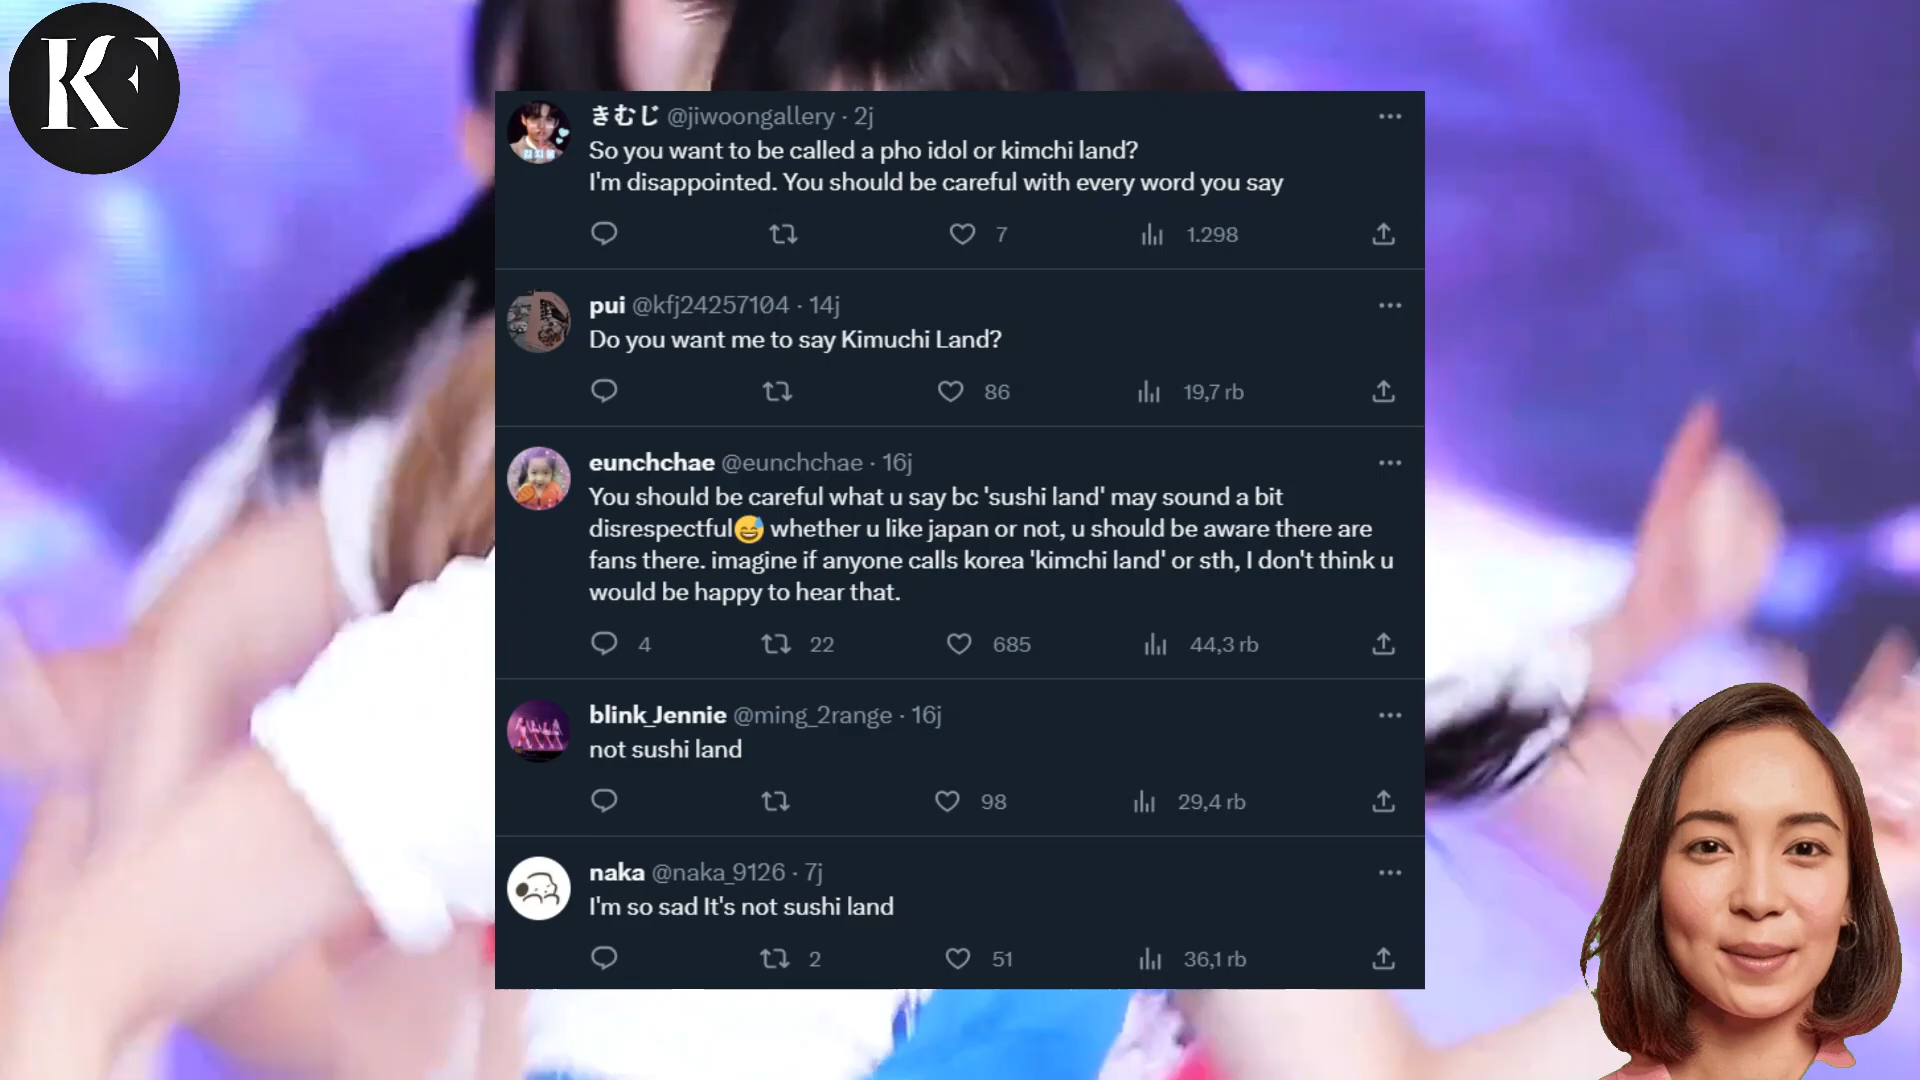 KF
きむじ @jiwoongallery · 2j
So you want to be called a pho idol or kimchi land?
I'm disappointed. You should be careful with every word you say
7 1.298
pui @kfj24257104 · 14j
Do you want me to say Kimuchi Land?
86 19,7 rb
eunchchae @eunchchae · 16j
You should be careful what u say bc 'sushi land' may sound a bit
disrespectful😅 whether u like japan or not, u should be aware there are
fans there. imagine if anyone calls korea 'kimchi land' or sth, I don't think u
would be happy to hear that.
4 22 685 44,3 rb
blink_Jennie @ming_2range · 16j
not sushi land
98 29,4 rb
naka @naka_9126 · 7j
I'm so sad It's not sushi land
2 51 36,1 rb